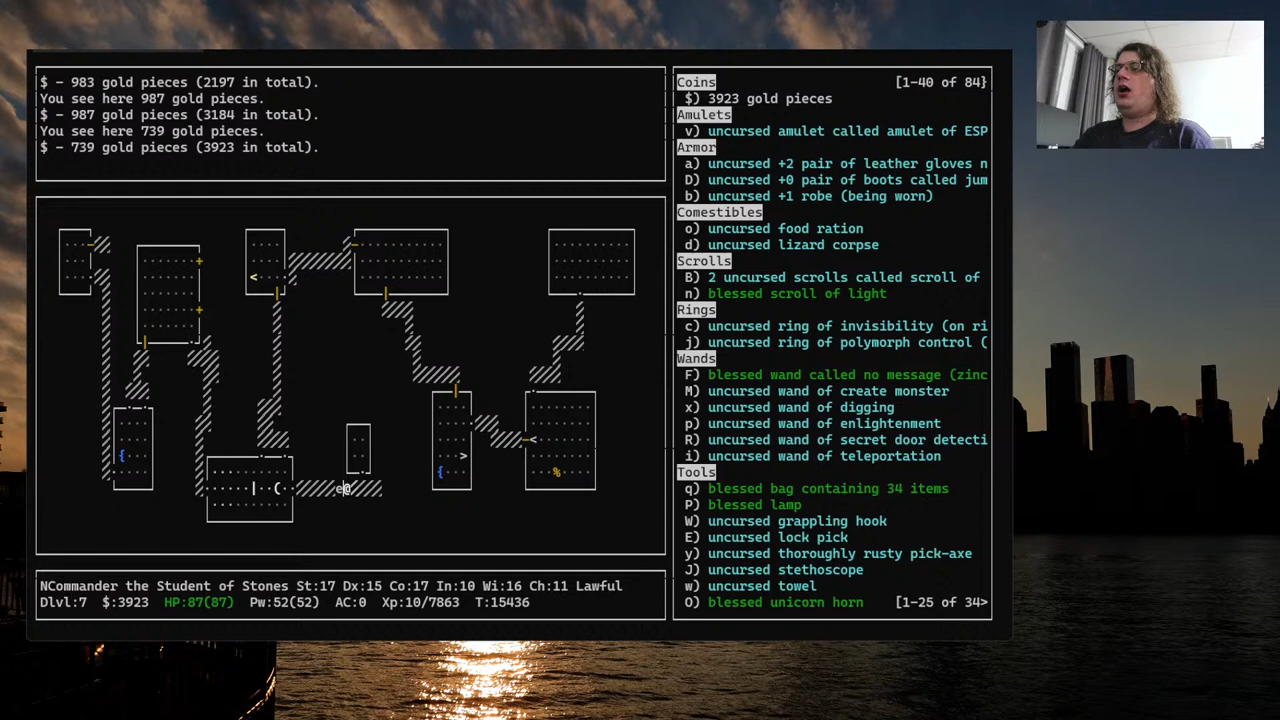 $ - 983 gold pieces (2197 in total).
You see here 987 gold pieces.
$ - 987 gold pieces (3184 in total).
You see here 739 gold pieces.
$ - 739 gold pieces (3923 in total).
Coins [1-40 of 84}
$) 3923 gold pieces
Amulets
v) uncursed amulet called amulet of ESP
Armor
a) uncursed +2 pair of leather gloves n
D) uncursed +0 pair of boots called jum
b) uncursed +1 robe (being worn)
Comestibles
o) uncursed food ration
d) uncursed lizard corpse
Scrolls
B) 2 uncursed scrolls called scroll of
n) blessed scroll of light
Rings
c) uncursed ring of invisibility (on ri
j) uncursed ring of polymorph control (
Wands
F) blessed wand called no message (zinc
M) uncursed wand of create monster
x) uncursed wand of digging
p) uncursed wand of enlightenment
R) uncursed wand of secret door detecti
i) uncursed wand of teleportation
Tools
q) blessed bag containing 34 items
P) blessed lamp
W) uncursed grappling hook
E) uncursed lock pick
y) uncursed thoroughly rusty pick-axe
J) uncursed stethoscope
w) uncursed towel
O) blessed unicorn horn [1-25 of 34>
NCommander the Student of Stones St:17 Dx:15 Co:17 In:10 Wi:16 Ch:11 Lawful
Dlvl:7 $:3923 HP:87(87) Pw:52(52) AC:0 Xp:10/7863 T:15436